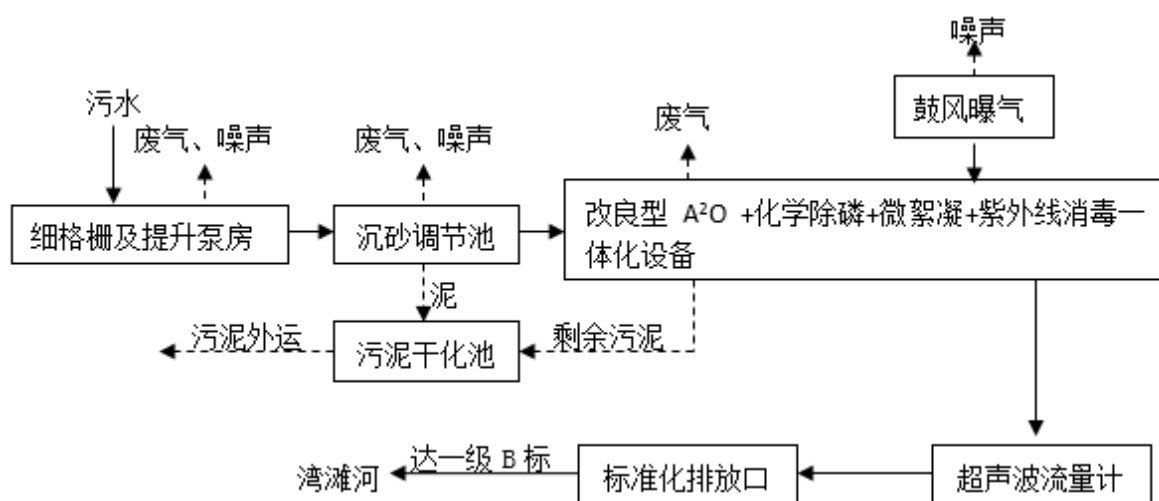 噪声
污水
鼓风曝气
废气、噪声
废气、噪声
废气
细格栅及提升泵房
沉砂调节池
改良型 A²O +化学除磷+微絮凝+紫外线消毒一
体化设备
泥
污泥外运
污泥干化池
剩余污泥
湾滩河
达一级 B 标
标准化排放口
超声波流量计